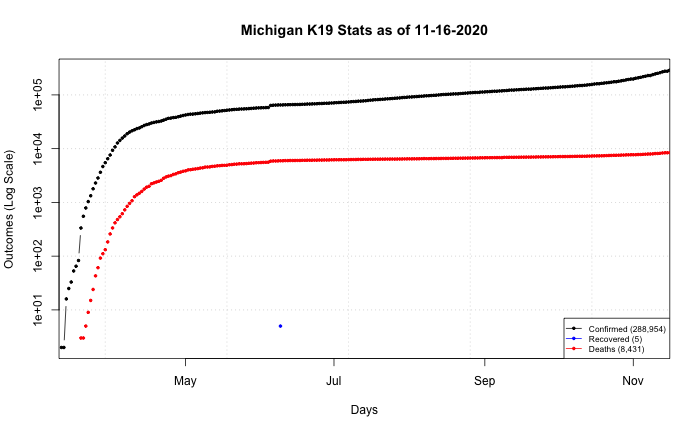 Michigan K19 Stats as of 11-16-2020
Outcomes (Log Scale)
1e+05
1e+04
1e+03
1e+02
1e+01
Confirmed (288,954)
Recovered (5)
Deaths (8,431)
May Jul Sep Nov
Days